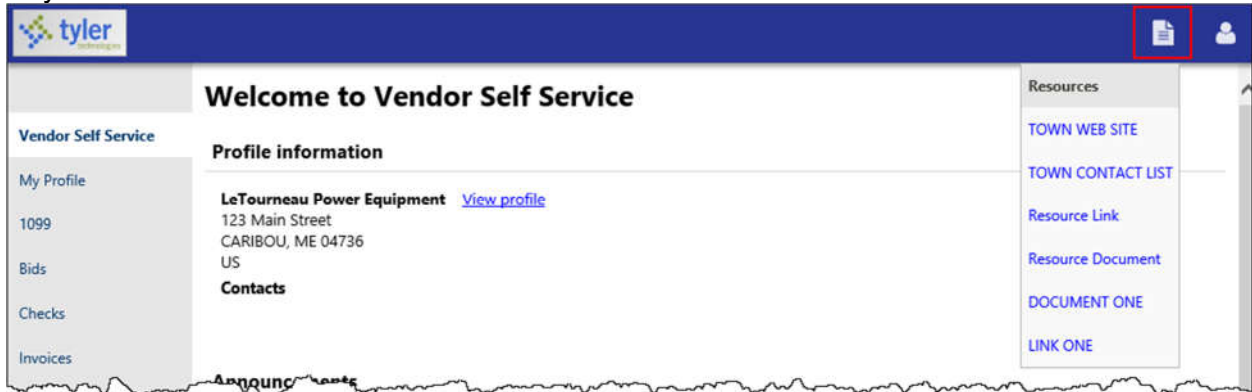 tyler
technologies
Resources
TOWN WEB SITE
TOWN CONTACT LIST
Resource Link
Resource Document
DOCUMENT ONE
LINK ONE
Vendor Self Service
My Profile
1099
Bids
Checks
Invoices
Welcome to Vendor Self Service
Profile information
LeTourneau Power Equipment View profile
123 Main Street
CARIBOU, ME 04736
US
Contacts
Announcements